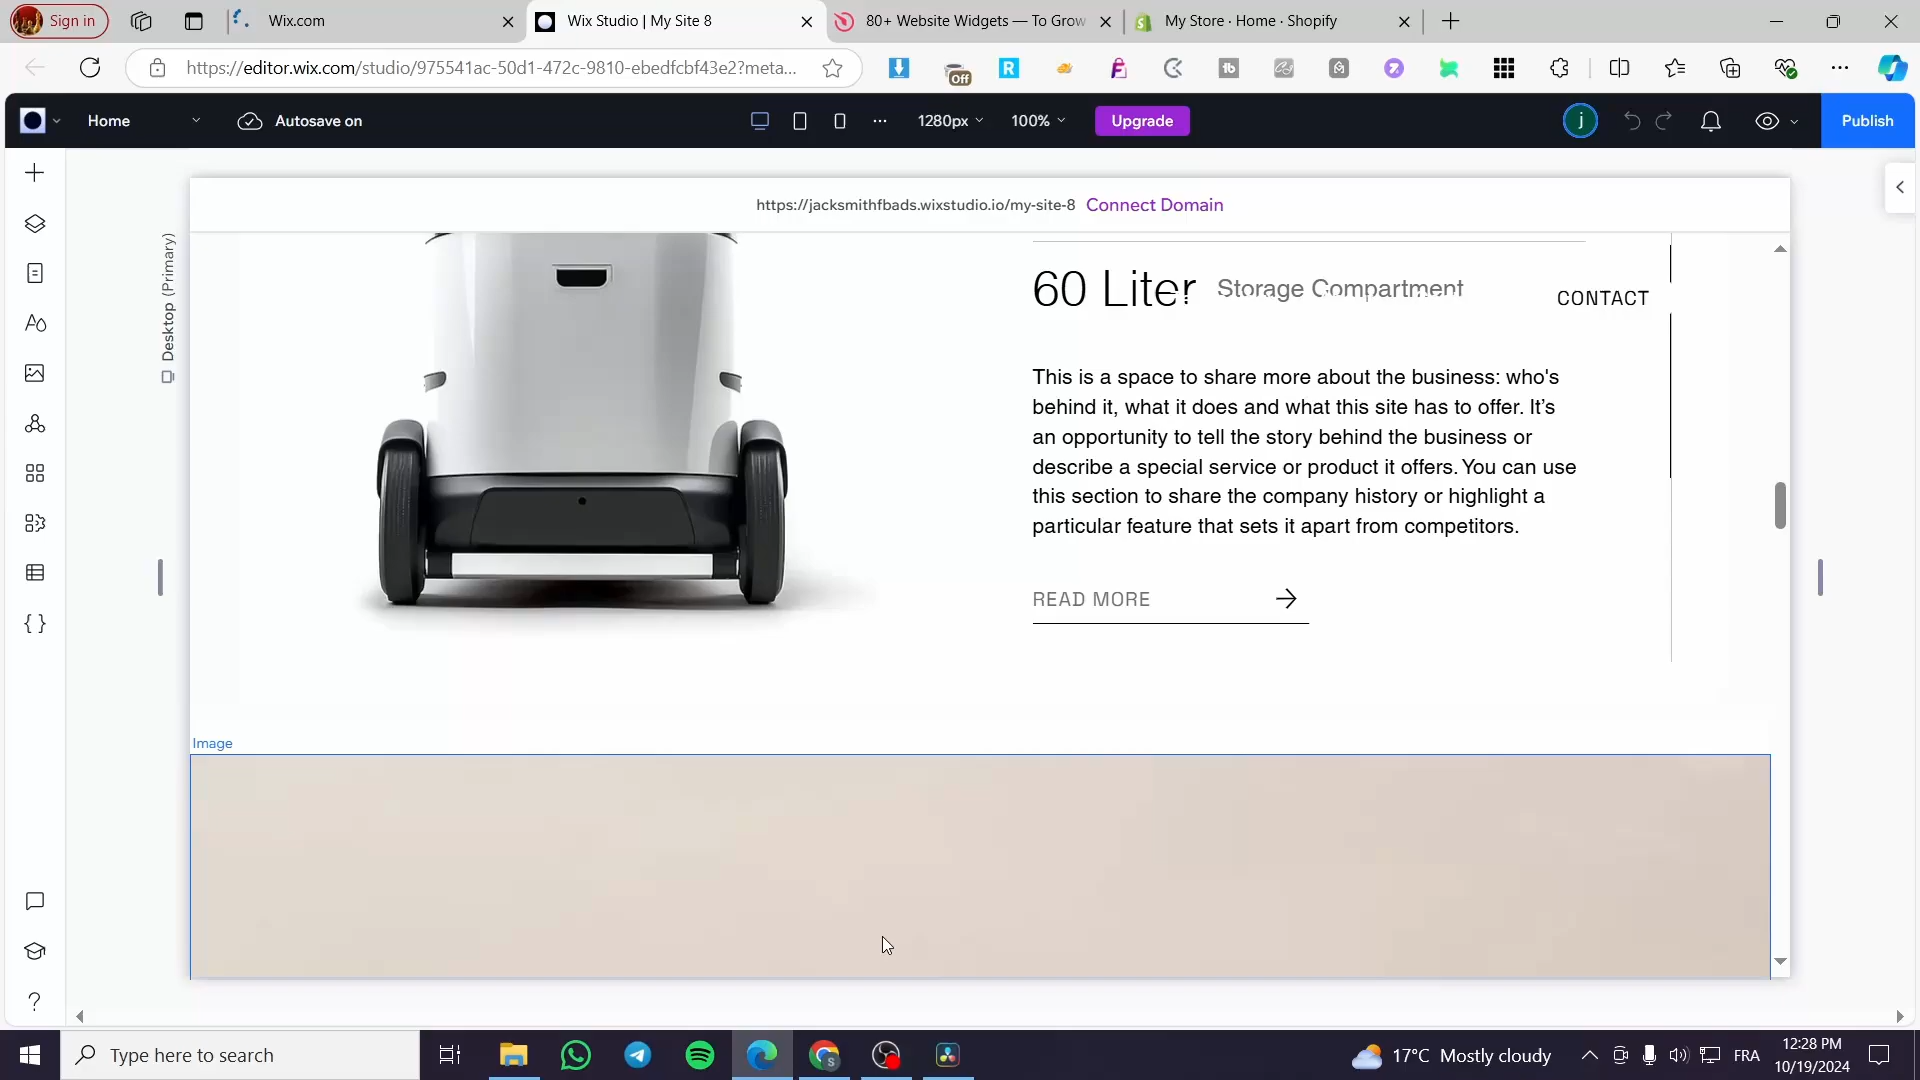 Sign in
Wix.com
Wix Studio | My Site 8
80+ Website Widgets — To Grow
My Store · Home · Shopify
https://editor.wix.com/studio/975541ac-50d1-472c-9810-ebedfcbf43e2?meta...
Off
Home
Autosave on
1280px
100%
Upgrade
j
Publish
https://jacksmithfbads.wixstudio.io/my-site-8 Connect Domain
Desktop (Primary)
60 Liter Storage Compartment
CONTACT
This is a space to share more about the business: who's
behind it, what it does and what this site has to offer. It’s
an opportunity to tell the story behind the business or
describe a special service or product it offers. You can use
this section to share the company history or highlight a
particular feature that sets it apart from competitors.
READ MORE
Image
Type here to search
17°C Mostly cloudy
FRA
12:28 PM
10/19/2024